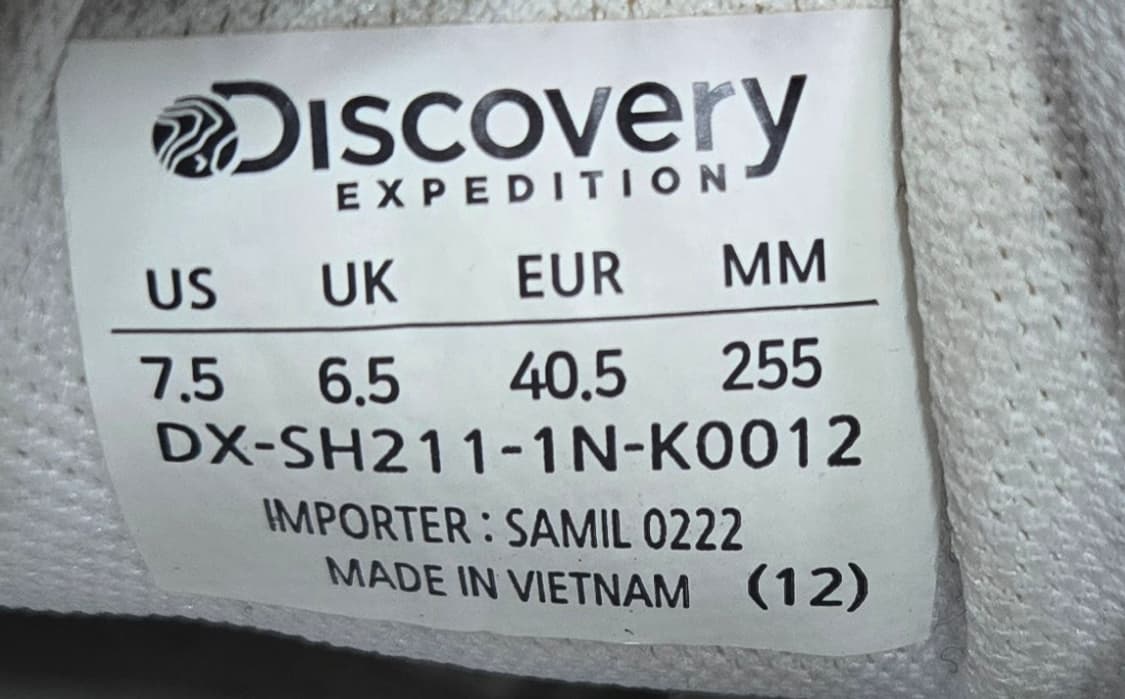 Discovery
EXPEDITION
US UK EUR MM
7.5 6.5 40.5 255
DX-SH211-1N-K0012
IMPORTER : SAMIL 0222
MADE IN VIETNAM (12)